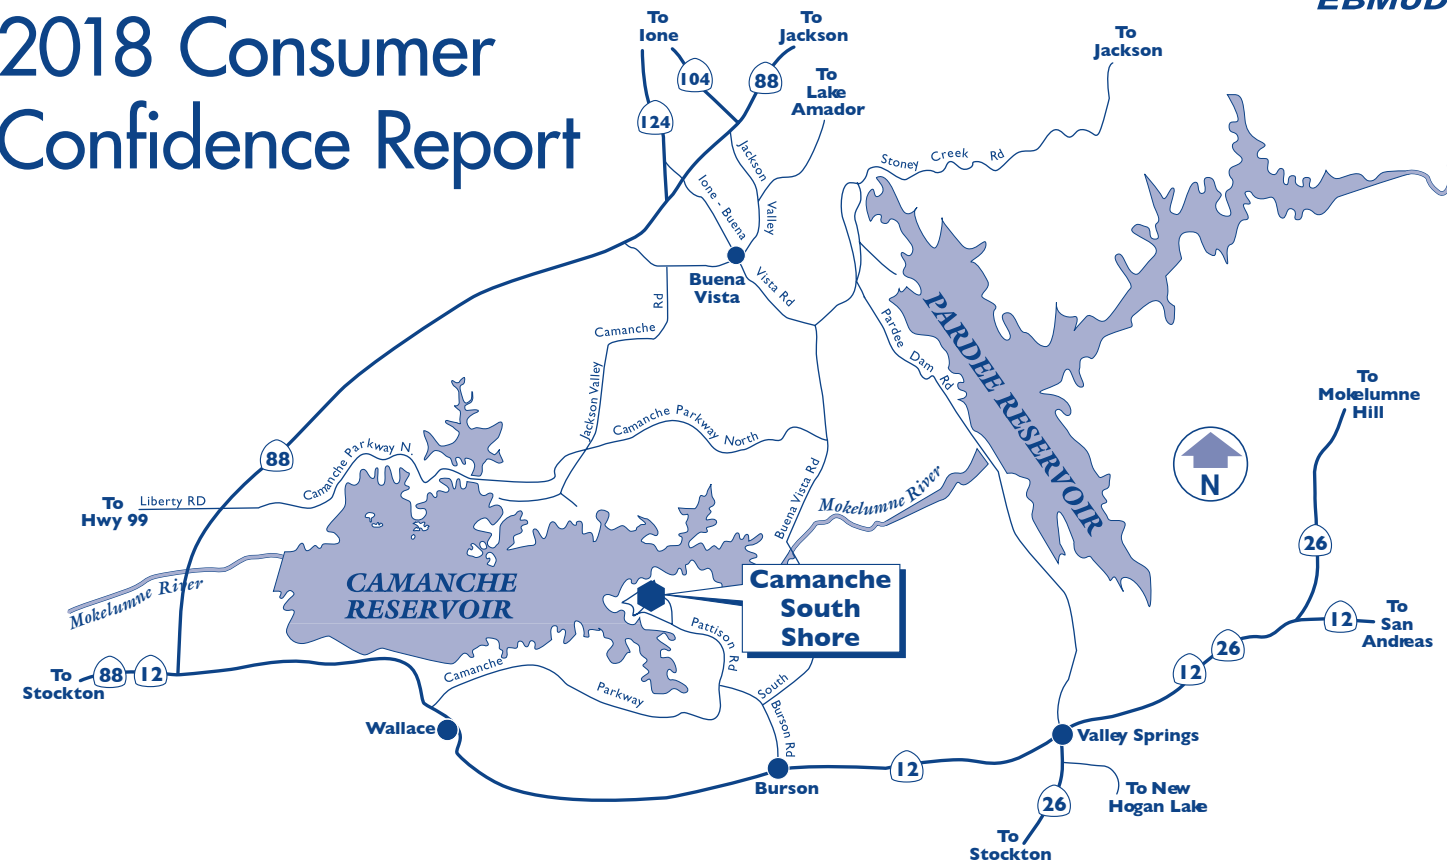 2018 Consumer
Confidence Report
EBMUD
To
Ione
To
Jackson
To
Jackson
104
88
124
To
Lake
Amador
Stoney Creek Rd
Jackson
Valley
Ione - Buena
Vista Rd
Buena
Vista
Rd
Camanche
Jackson Valley
Pardee Dam Rd
PARDEE RESERVOIR
Camanche Parkway North
Camanche Parkway N.
88
To
Hwy 99
Liberty RD
Buena Vista Rd
Mokelumne River
N
To
Mokelumne
Hill
26
Mokelumne River
CAMANCHE
RESERVOIR
Camanche
South
Shore
Pattison Rd
To
San
Andreas
12
26
12
To
Stockton
88
12
Camanche
Parkway
South
Burson Rd
Wallace
Burson
12
Valley Springs
To New
Hogan Lake
26
To
Stockton